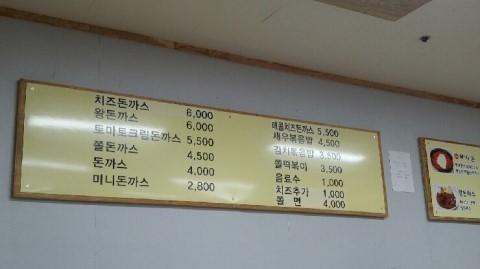 치즈돈까스 6,000
왕돈까스 6,000
토마토크림돈까스 5,500
쫄돈까스 4,500
돈까스 4,000
미니돈까스 2,800
매콤치즈돈까스 5,500
새우볶음밥 4,500
김치볶음밥 3,500
쫄떡볶이 3,500
음료수 1,000
치즈추가 1,000
쫄면 4,000